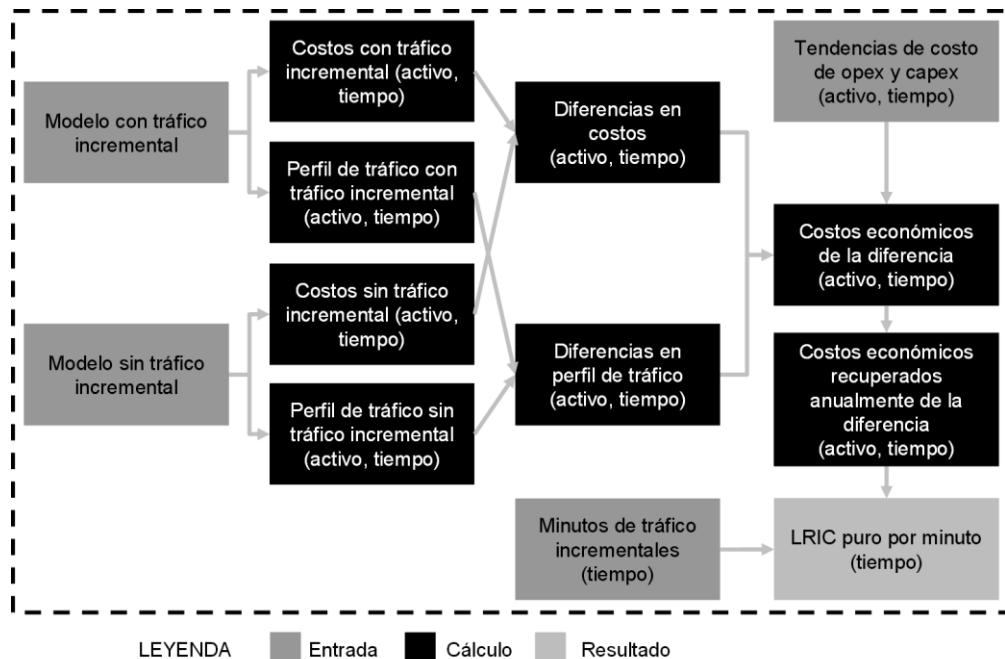 Modelo con tráfico
incremental
Modelo sin tráfico
incremental
Costos con tráfico
incremental (activo,
tiempo)
Perfil de tráfico con
tráfico incremental
(activo, tiempo)
Costos sin tráfico
incremental (activo,
tiempo)
Perfil de tráfico sin
tráfico incremental
(activo, tiempo)
Diferencias en
costos
(activo, tiempo)
Diferencias en
perfil de tráfico
(activo, tiempo)
Minutos de tráfico
incrementales
(tiempo)
Tendencias de costo
de opex y capex
(activo, tiempo)
Costos económicos
de la diferencia
(activo, tiempo)
Costos económicos
recuperados
anualmente de la
diferencia
(activo, tiempo)
LRIC puro por minuto
(tiempo)
LEYENDA
Entrada
Cálculo
Resultado